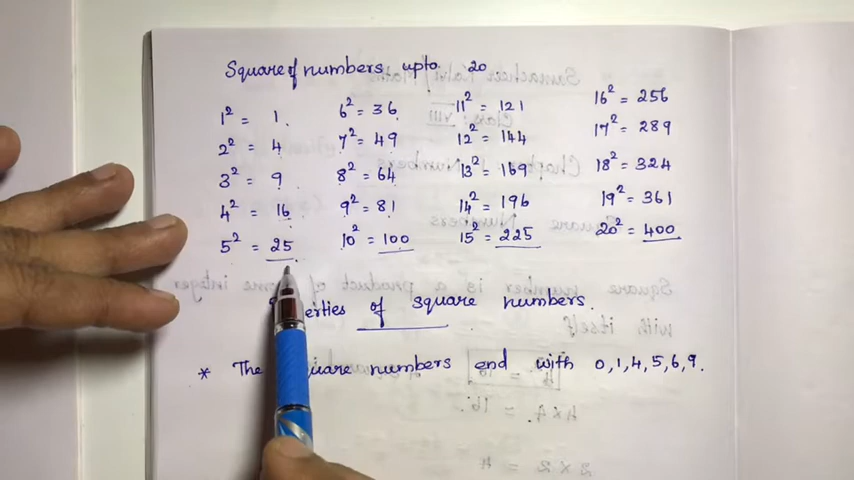 Square of numbers upto 20
1² = 1
2² = 4
3² = 9
4² = 16
5² = 25
6² = 36
7² = 49
8² = 64
9² = 81
10² = 100
11² = 121
12² = 144
13² = 169
14² = 196
15² = 225
16² = 256
17² = 289
18² = 324
19² = 361
20² = 400
of square numbers.
* The numbers end with 0,1,4,5,6,9.